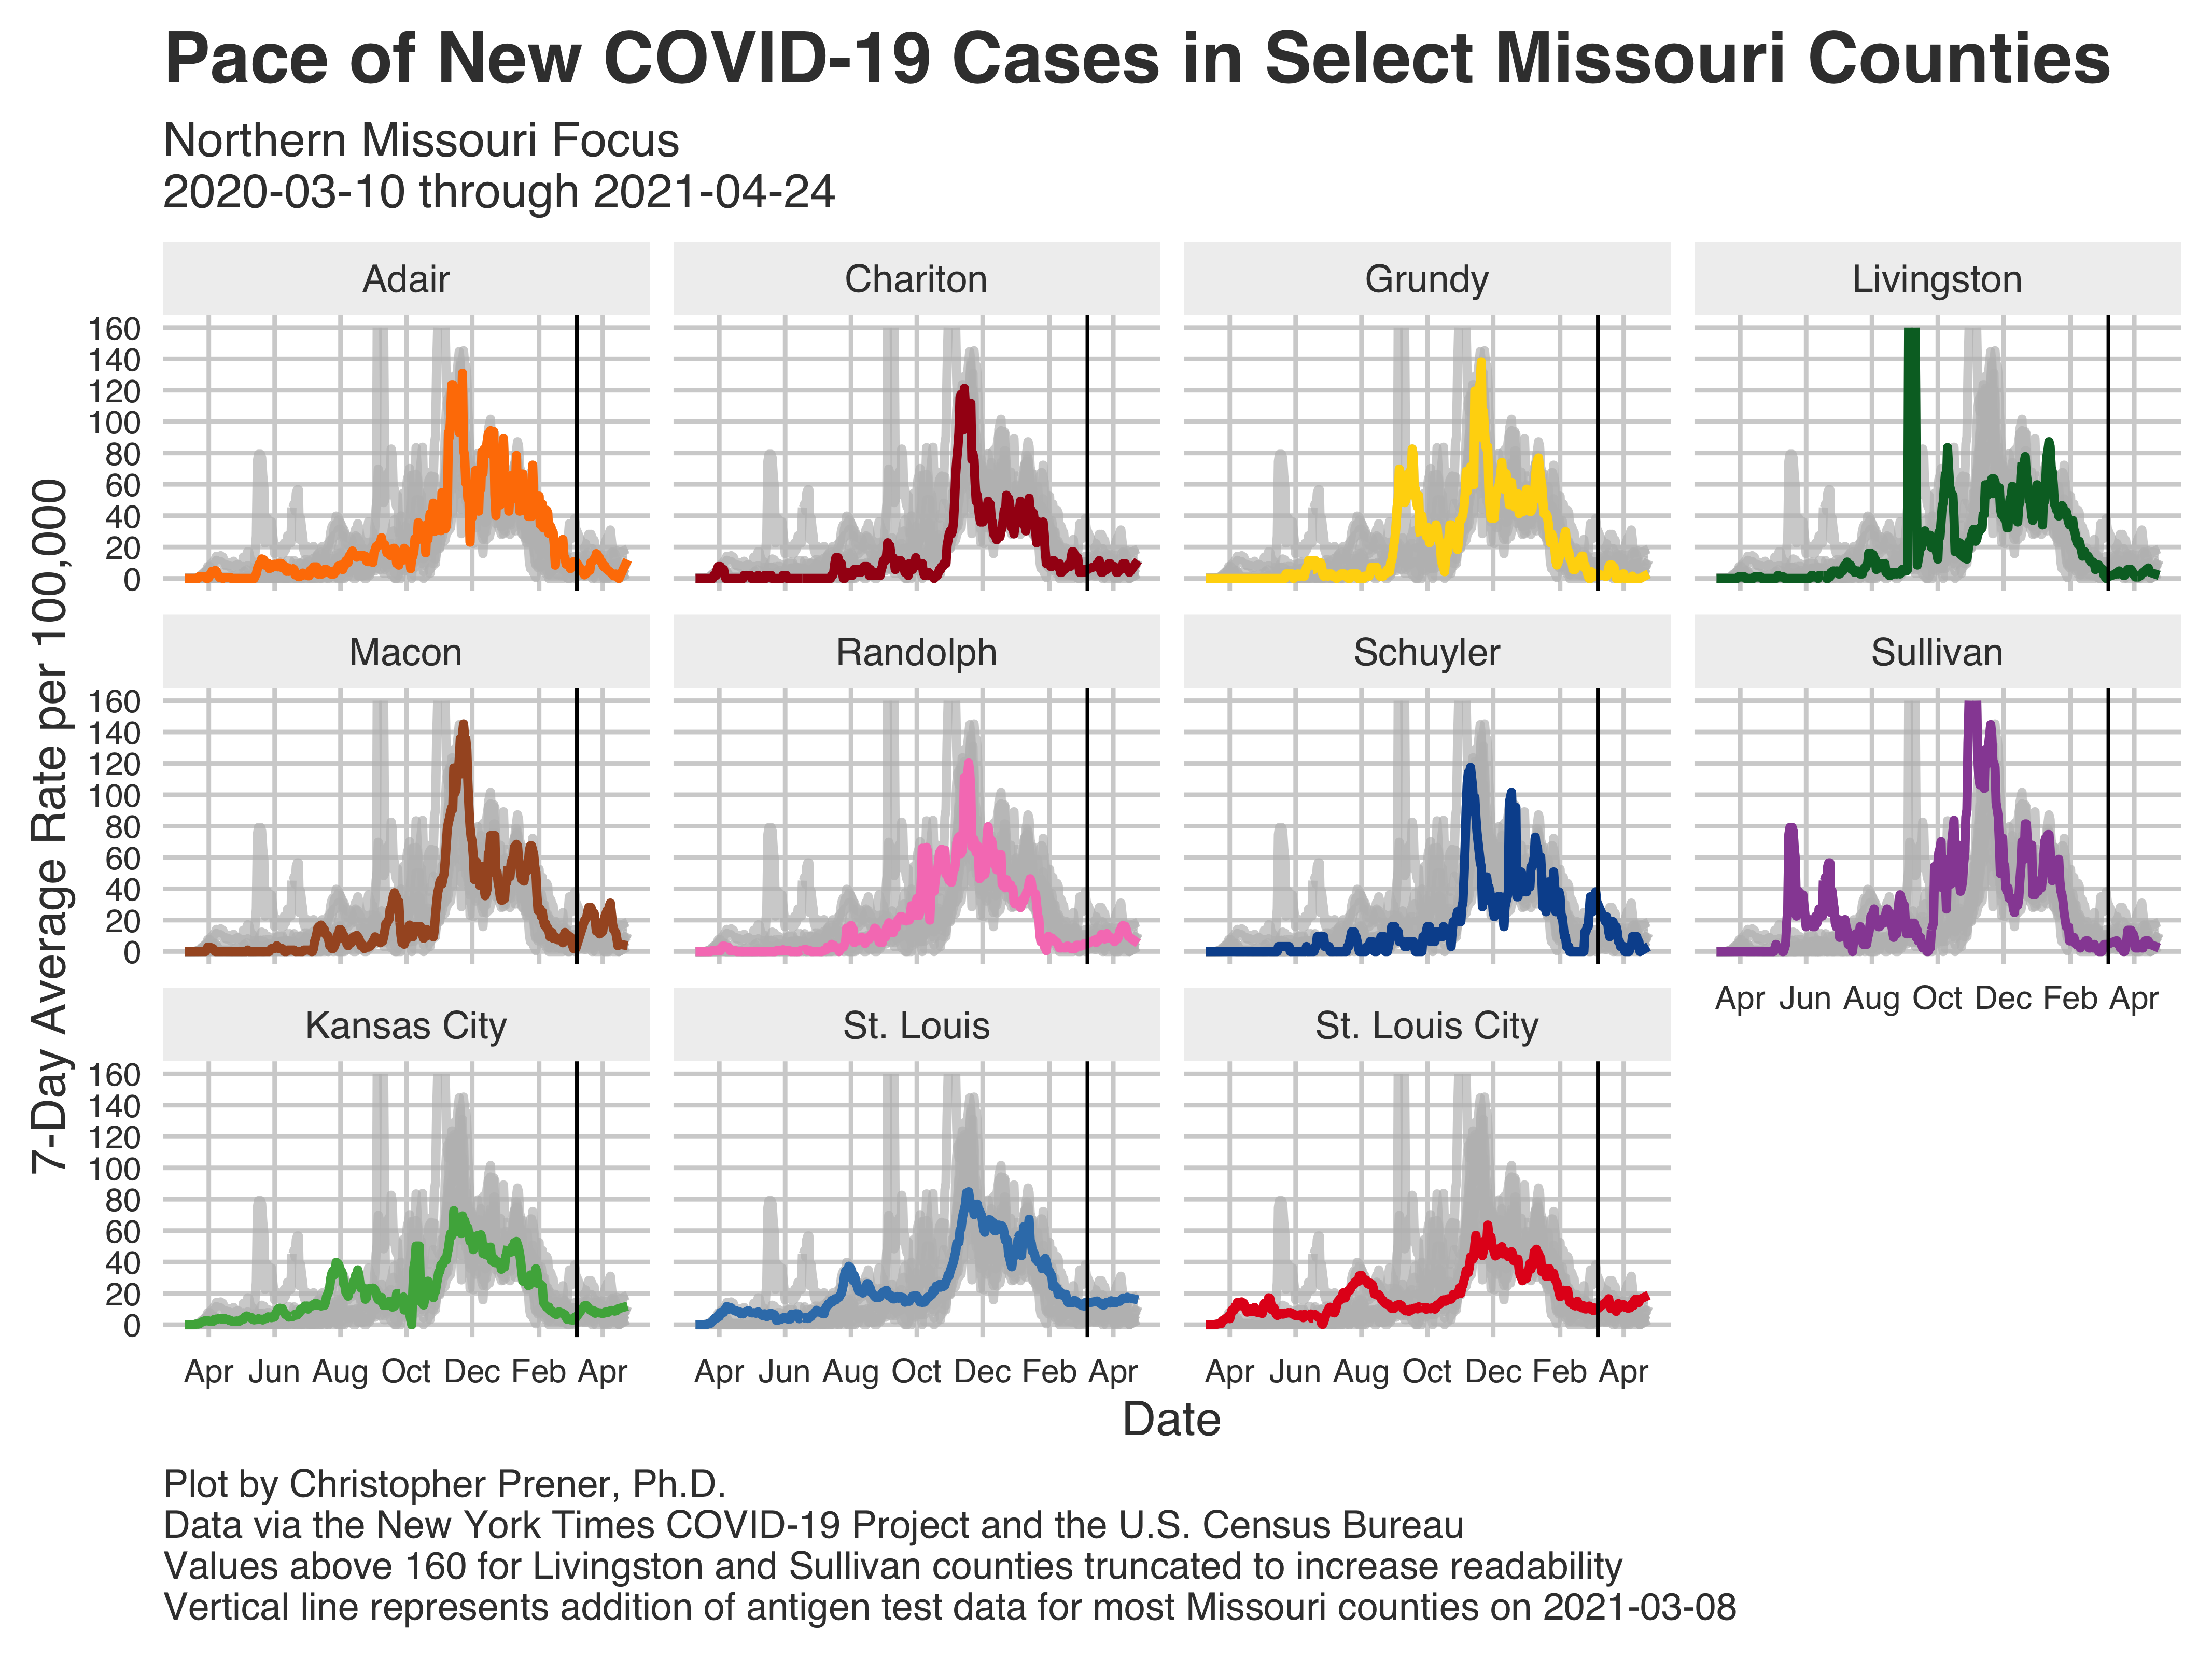 Pace of New COVID-19 Cases in Select Missouri Counties
Northern Missouri Focus
2020-03-10 through 2021-04-24
7-Day Average Rate per 100,000
Adair
Chariton
Grundy
Livingston
160
140
120
100
80
60
40
20
0
Macon
Randolph
Schuyler
Sullivan
160
140
120
100
80
60
40
20
0
Apr Jun Aug Oct Dec Feb Apr
Kansas City
St. Louis
St. Louis City
160
140
120
100
80
60
40
20
0
Apr Jun Aug Oct Dec Feb Apr
Apr Jun Aug Oct Dec Feb Apr
Apr Jun Aug Oct Dec Feb Apr
Date
Plot by Christopher Prener, Ph.D.
Data via the New York Times COVID-19 Project and the U.S. Census Bureau
Values above 160 for Livingston and Sullivan counties truncated to increase readability
Vertical line represents addition of antigen test data for most Missouri counties on 2021-03-08